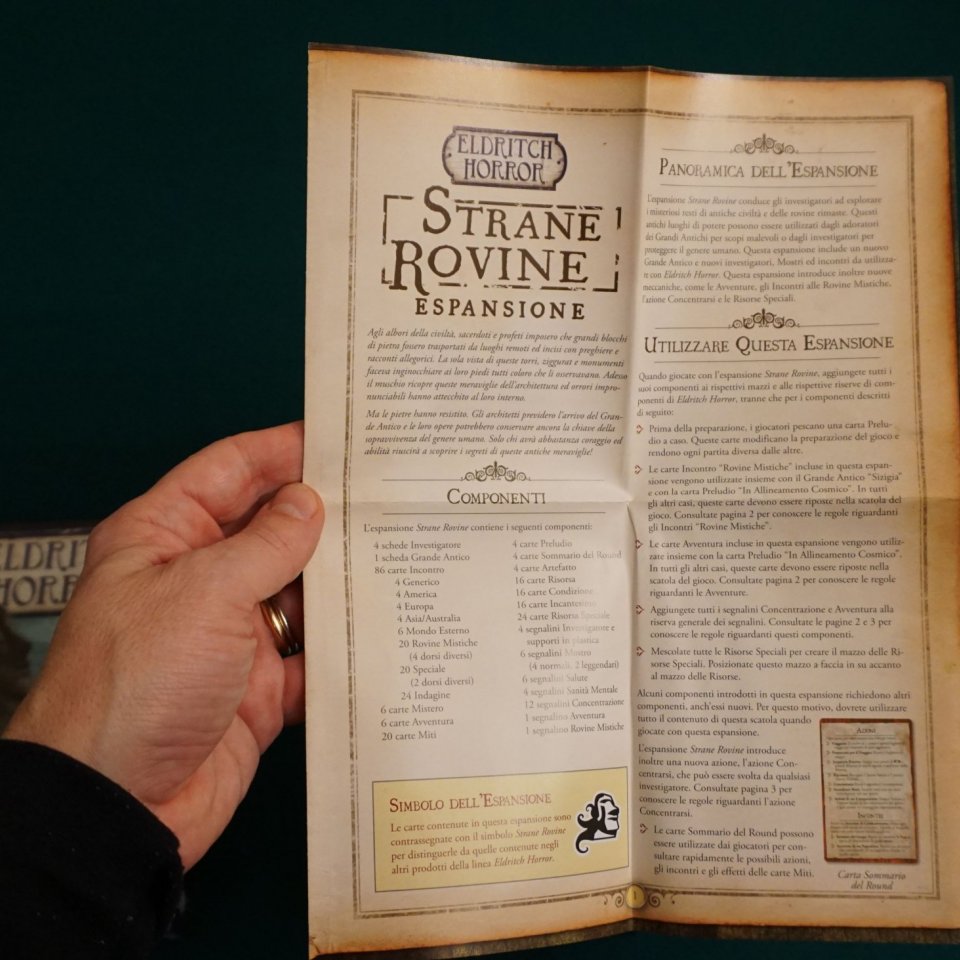 ELDRITCH
HORROR
STRANE
ROVINE
ESPANSIONE
Agli albori della civiltà, sacerdoti e profeti imposero che grandi blocchi
di pietra fossero trasportati da luoghi remoti ed incisi con preghiere e
racconti allegorici. La sola vista di queste torri, ziggurat e monumenti
faceva inginocchiare ai loro piedi tutti coloro che li osservavano. Adesso
il muschio ricopre queste meraviglie dell'architettura ed orrori impro-
nunciabili hanno attecchito al loro interno.
Ma le pietre hanno resistito. Gli architetti previdero l'arrivo del Gran-
de Antico e le loro opere potrebbero conservare ancora la chiave della
sopravvivenza del genere umano. Solo chi avrà abbastanza coraggio ed
abilità riuscirà a scoprire i segreti di queste antiche meraviglie!
COMPONENTI
L'espansione Strane Rovine contiene i seguenti componenti:
4 schede Investigatore
1 scheda Grande Antico
86 carte Incontro
4 Generico
4 America
4 Europa
4 Asia/Australia
6 Mondo Esterno
20 Rovine Mistiche
(4 dorsi diversi)
20 Speciale
(2 dorsi diversi)
24 Indagine
6 carte Mistero
6 carte Avventura
20 carte Miti
4 carte Preludio
4 carte Sommario del Round
4 carte Artefatto
16 carte Risorsa
16 carte Condizione
16 carte Incantesimo
24 carte Risorsa Speciale
4 segnalini Investigatore e
supporti in plastica
6 segnalini Mostro
(4 normali, 2 leggendari)
6 segnalini Salute
4 segnalini Sanità Mentale
12 segnalini Concentrazione
1 segnalino Avventura
1 segnalino Rovine Mistiche
SIMBOLO DELL'ESPANSIONE
Le carte contenute in questa espansione sono
contrassegnate con il simbolo Strane Rovine
per distinguerle da quelle contenute negli
altri prodotti della linea Eldritch Horror.
PANORAMICA DELL'ESPANSIONE
L'espansione Strane Rovine conduce gli investigatori ad esplorare
i misteriosi resti di antiche civiltà e delle rovine rimaste. Questi
antichi luoghi di potere possono essere utilizzati dagli adoratori
dei Grandi Antichi per scopi malevoli o dagli investigatori per
proteggere il genere umano. Questa espansione include un nuovo
Grande Antico e nuovi investigatori, Mostri ed incontri da utilizza-
re con Eldritch Horror. Questa espansione introduce inoltre nuove
meccaniche, come le Avventure, gli Incontri alle Rovine Mistiche,
l'azione Concentrarsi e le Risorse Speciali.
UTILIZZARE QUESTA ESPANSIONE
Quando giocate con l'espansione Strane Rovine, aggiungete tutti i
suoi componenti ai rispettivi mazzi e alle rispettive riserve di com-
ponenti di Eldritch Horror, tranne che per i componenti descritti
di seguito:
Prima della preparazione, i giocatori pescano una carta Prelu-
dio a caso. Queste carte modificano la preparazione del gioco e
rendono ogni partita diversa dalle altre.
Le carte Incontro "Rovine Mistiche" incluse in questa espan-
sione vengono utilizzate insieme con il Grande Antico "Sizigia"
e con la carta Preludio "In Allineamento Cosmico". In tutti
gli altri casi, queste carte devono essere riposte nella scatola del
gioco. Consultate pagina 2 per conoscere le regole riguardanti
gli Incontri "Rovine Mistiche".
Le carte Avventura incluse in questa espansione vengono utiliz-
zate insieme con la carta Preludio "In Allineamento Cosmico".
In tutti gli altri casi, queste carte devono essere riposte nella
scatola del gioco. Consultate pagina 2 per conoscere le regole
riguardanti le Avventure.
Aggiungete tutti i segnalini Concentrazione e Avventura alla
riserva generale dei segnalini. Consultate le pagine 2 e 3 per
conoscere le regole riguardanti questi componenti.
Mescolate tutte le Risorse Speciali per creare il mazzo delle Ri-
sorse Speciali. Posizionate questo mazzo a faccia in su accanto
al mazzo delle Risorse.
Alcuni componenti introdotti in questa espansione richiedono altri
componenti, anch'essi nuovi. Per questo motivo, dovrete utilizzare
tutto il contenuto di questa scatola quando
giocate con questa espansione.
L'espansione Strane Rovine introduce
inoltre una nuova azione, l'azione Con-
centrarsi, che può essere svolta da qualsiasi
investigatore. Consultate pagina 3 per
conoscere le regole riguardanti l'azione
Concentrarsi.
Le carte Sommario del Round possono
essere utilizzate dai giocatori per con-
sultare rapidamente le possibili azioni,
gli incontri e gli effetti delle carte Miti.
AZIONI
INCONTRI
Carta Sommario
del Round
1
ELDRIT
HORR